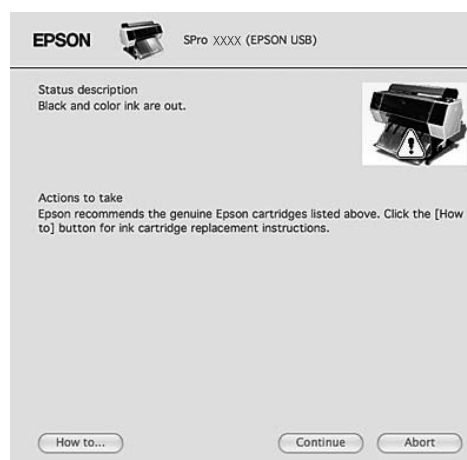 EPSON SPro XXXX (EPSON USB)
Status description
Black and color ink are out.
Actions to take
Epson recommends the genuine Epson cartridges listed above. Click the [How
to] button for ink cartridge replacement instructions.
How to... Continue Abort